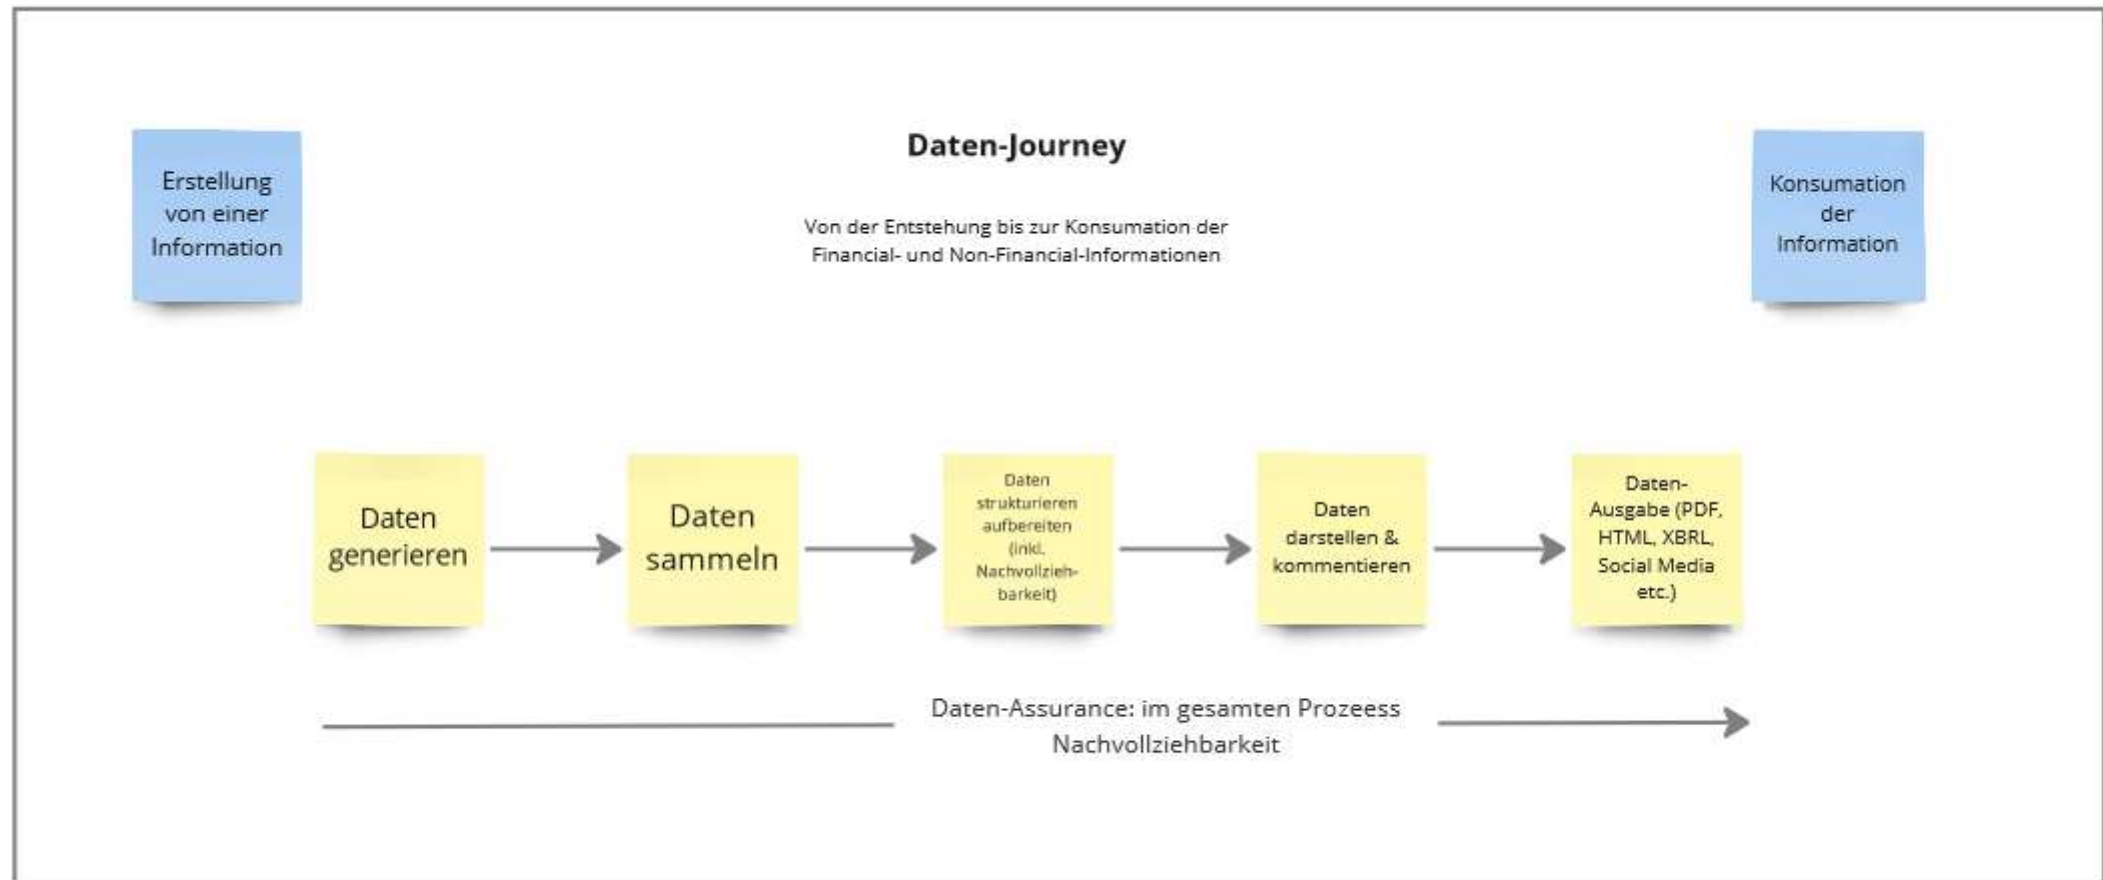 Erstellung
von einer
Information
Daten-Journey
Von der Entstehung bis zur Konsumation der
Financial- und Non-Financial-Informationen
Konsumation
der
Information
Daten
generieren
Daten
sammeln
Daten
strukturieren
aufbereiten
(inkl.
Nachvollzieh-
barkeit)
Daten
darstellen &
kommentieren
Daten-
Ausgabe (PDF,
HTML, XBRL,
Social Media
etc.)
Daten-Assurance: im gesamten Prozeess
Nachvollziehbarkeit